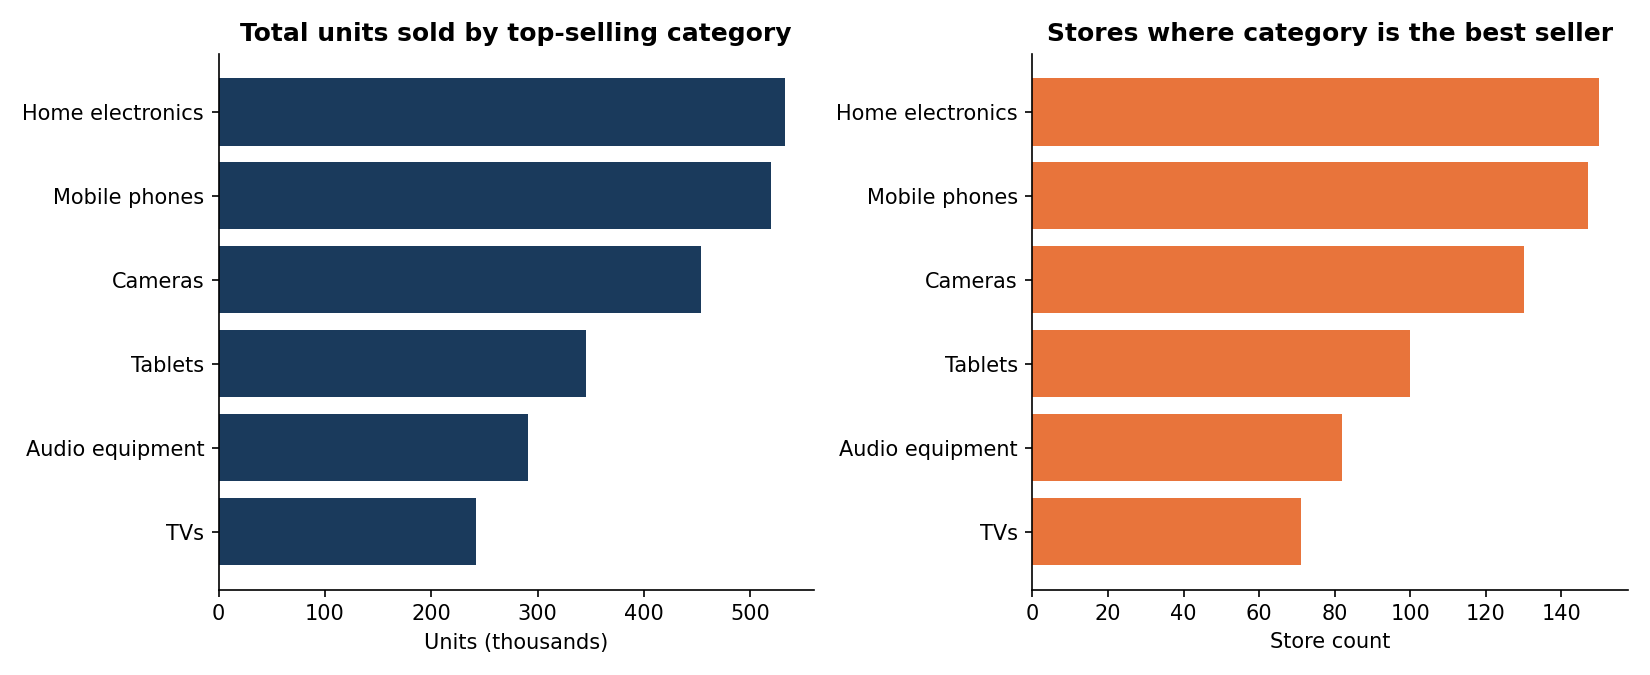 Total units sold by top-selling category
Home electronics
Mobile phones
Cameras
Tablets
Audio equipment
TVs
0 100 200 300 400 500
Units (thousands)
Stores where category is the best seller
Home electronics
Mobile phones
Cameras
Tablets
Audio equipment
TVs
0 20 40 60 80 100 120 140
Store count